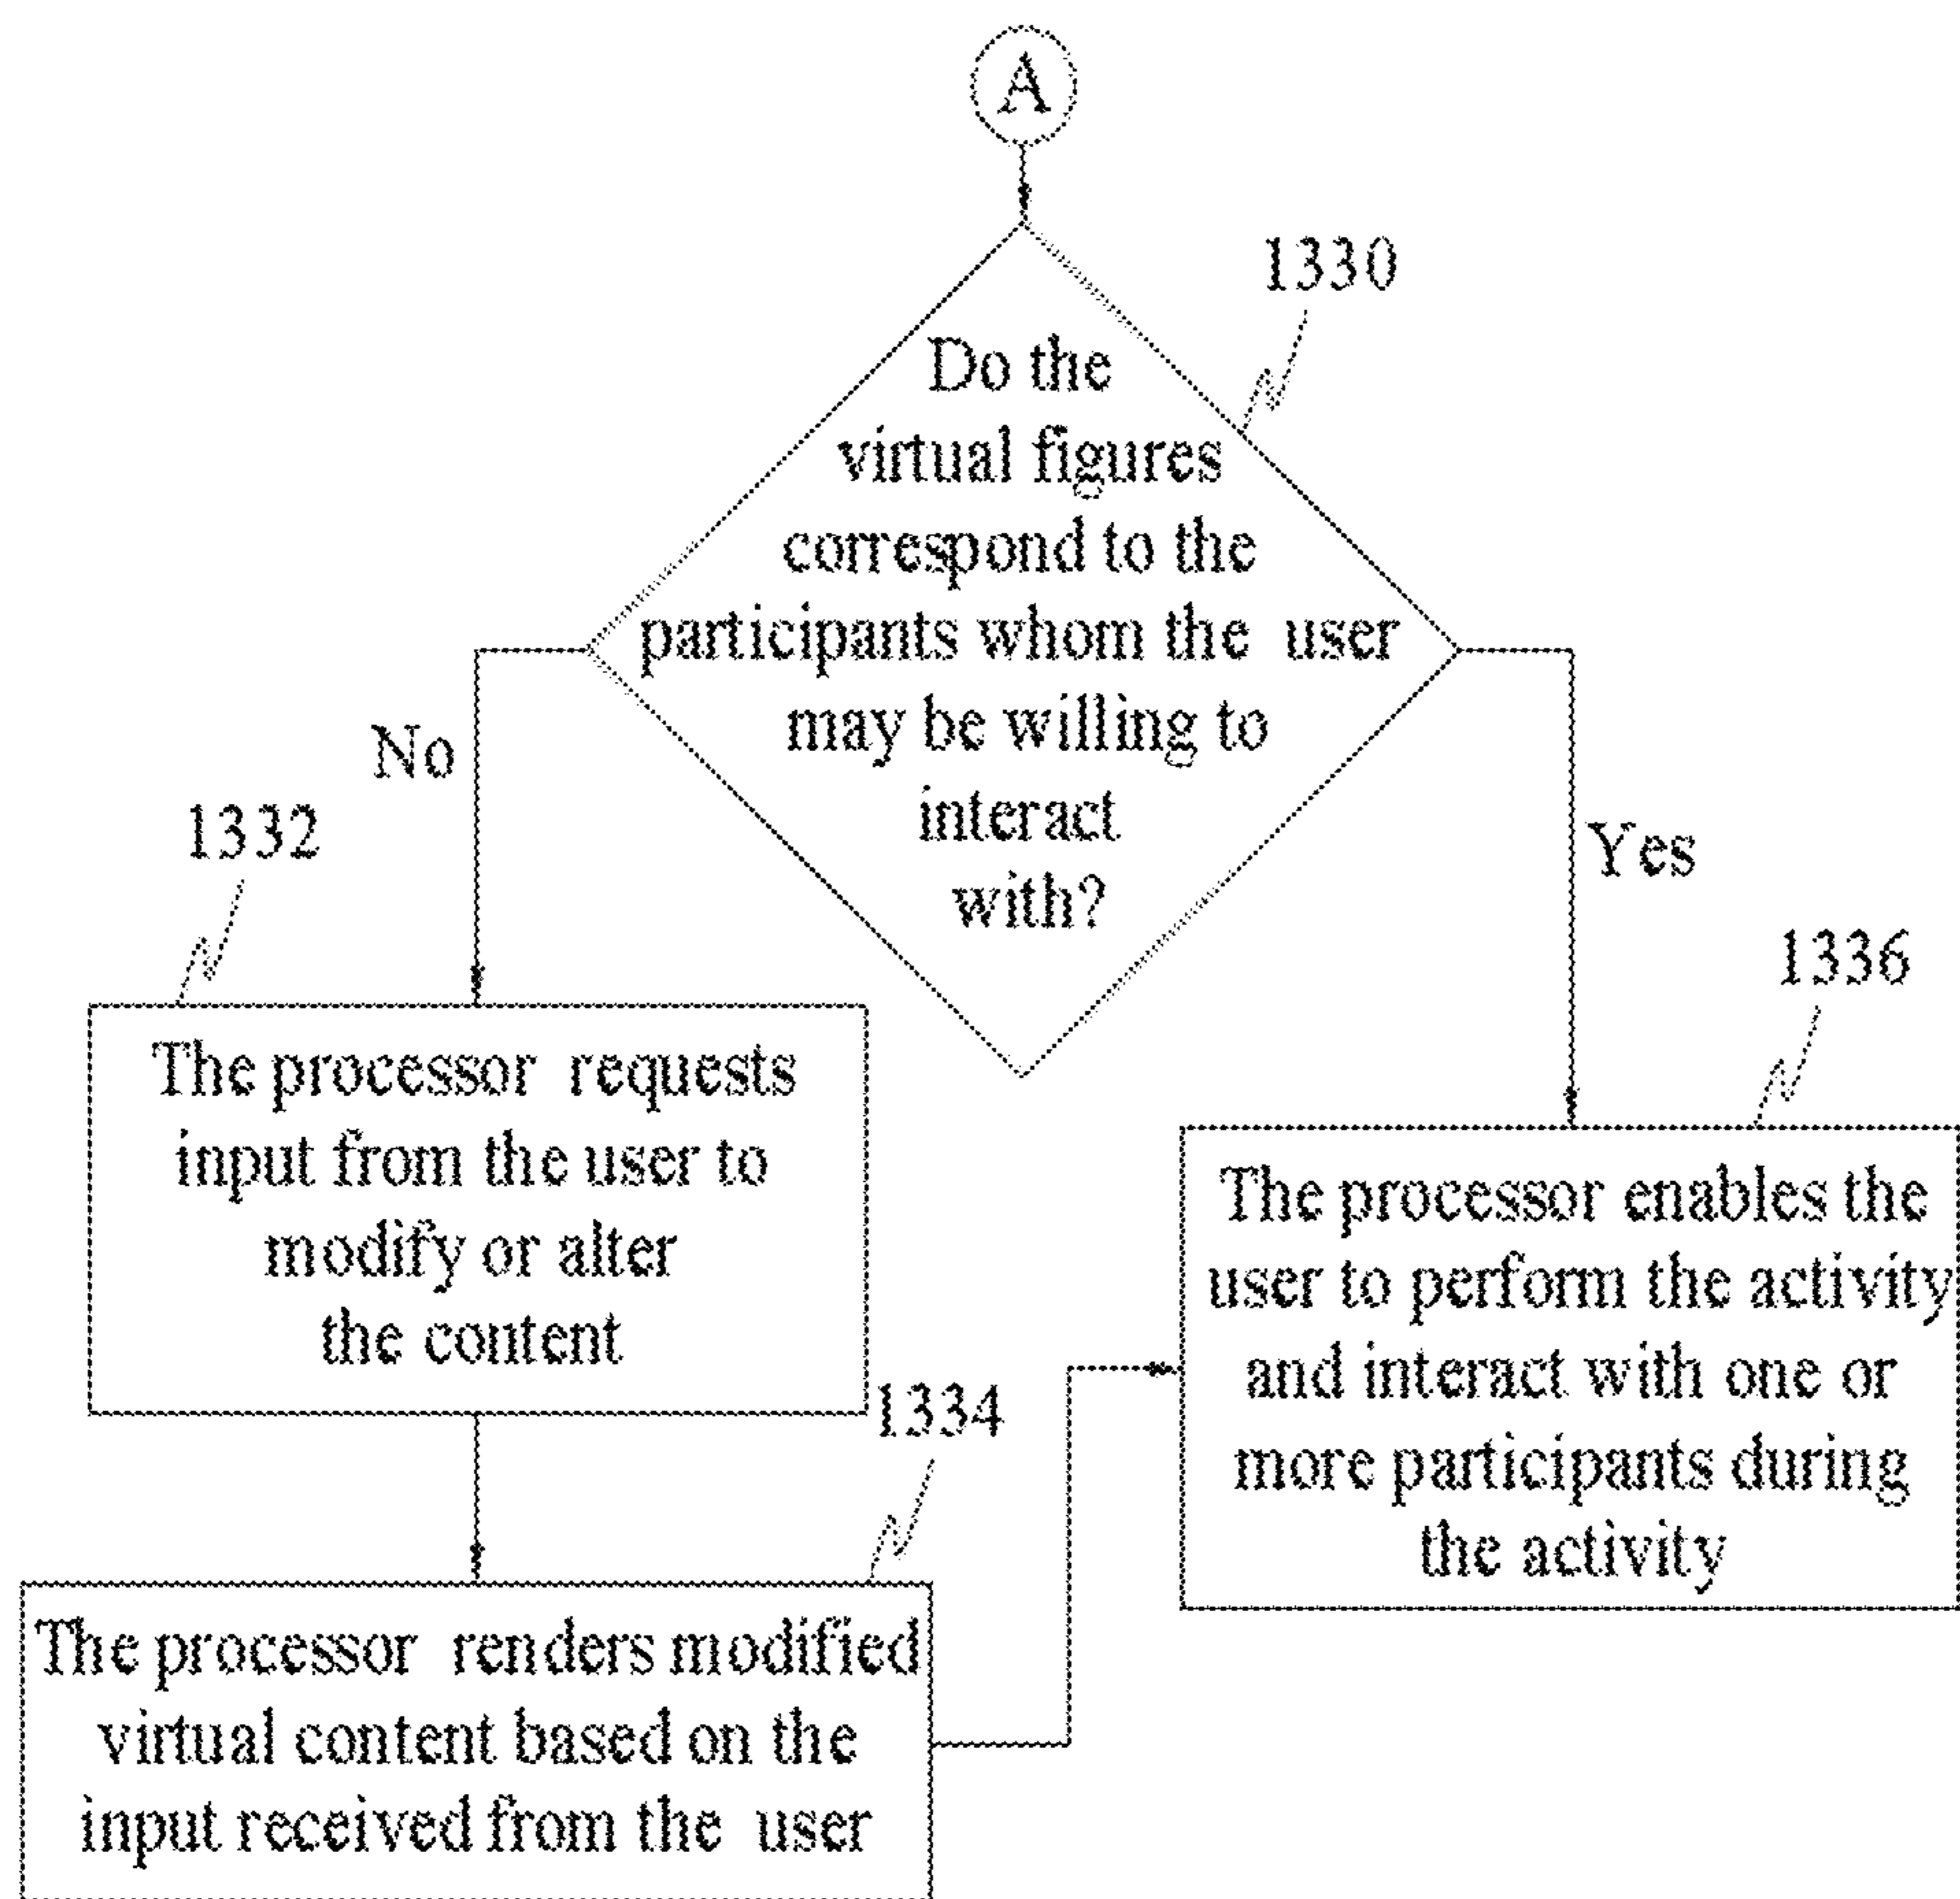 A
1330
Do the
virtual figures
correspond to the
participants whom the user
may be willing to
interact
with?
No
Yes
1332
The processor requests
input from the user to
modify or alter
the content
1336
The processor enables the
user to perform the activity
and interact with one or
more participants during
the activity
1334
The processor renders modified
virtual content based on the
input received from the user